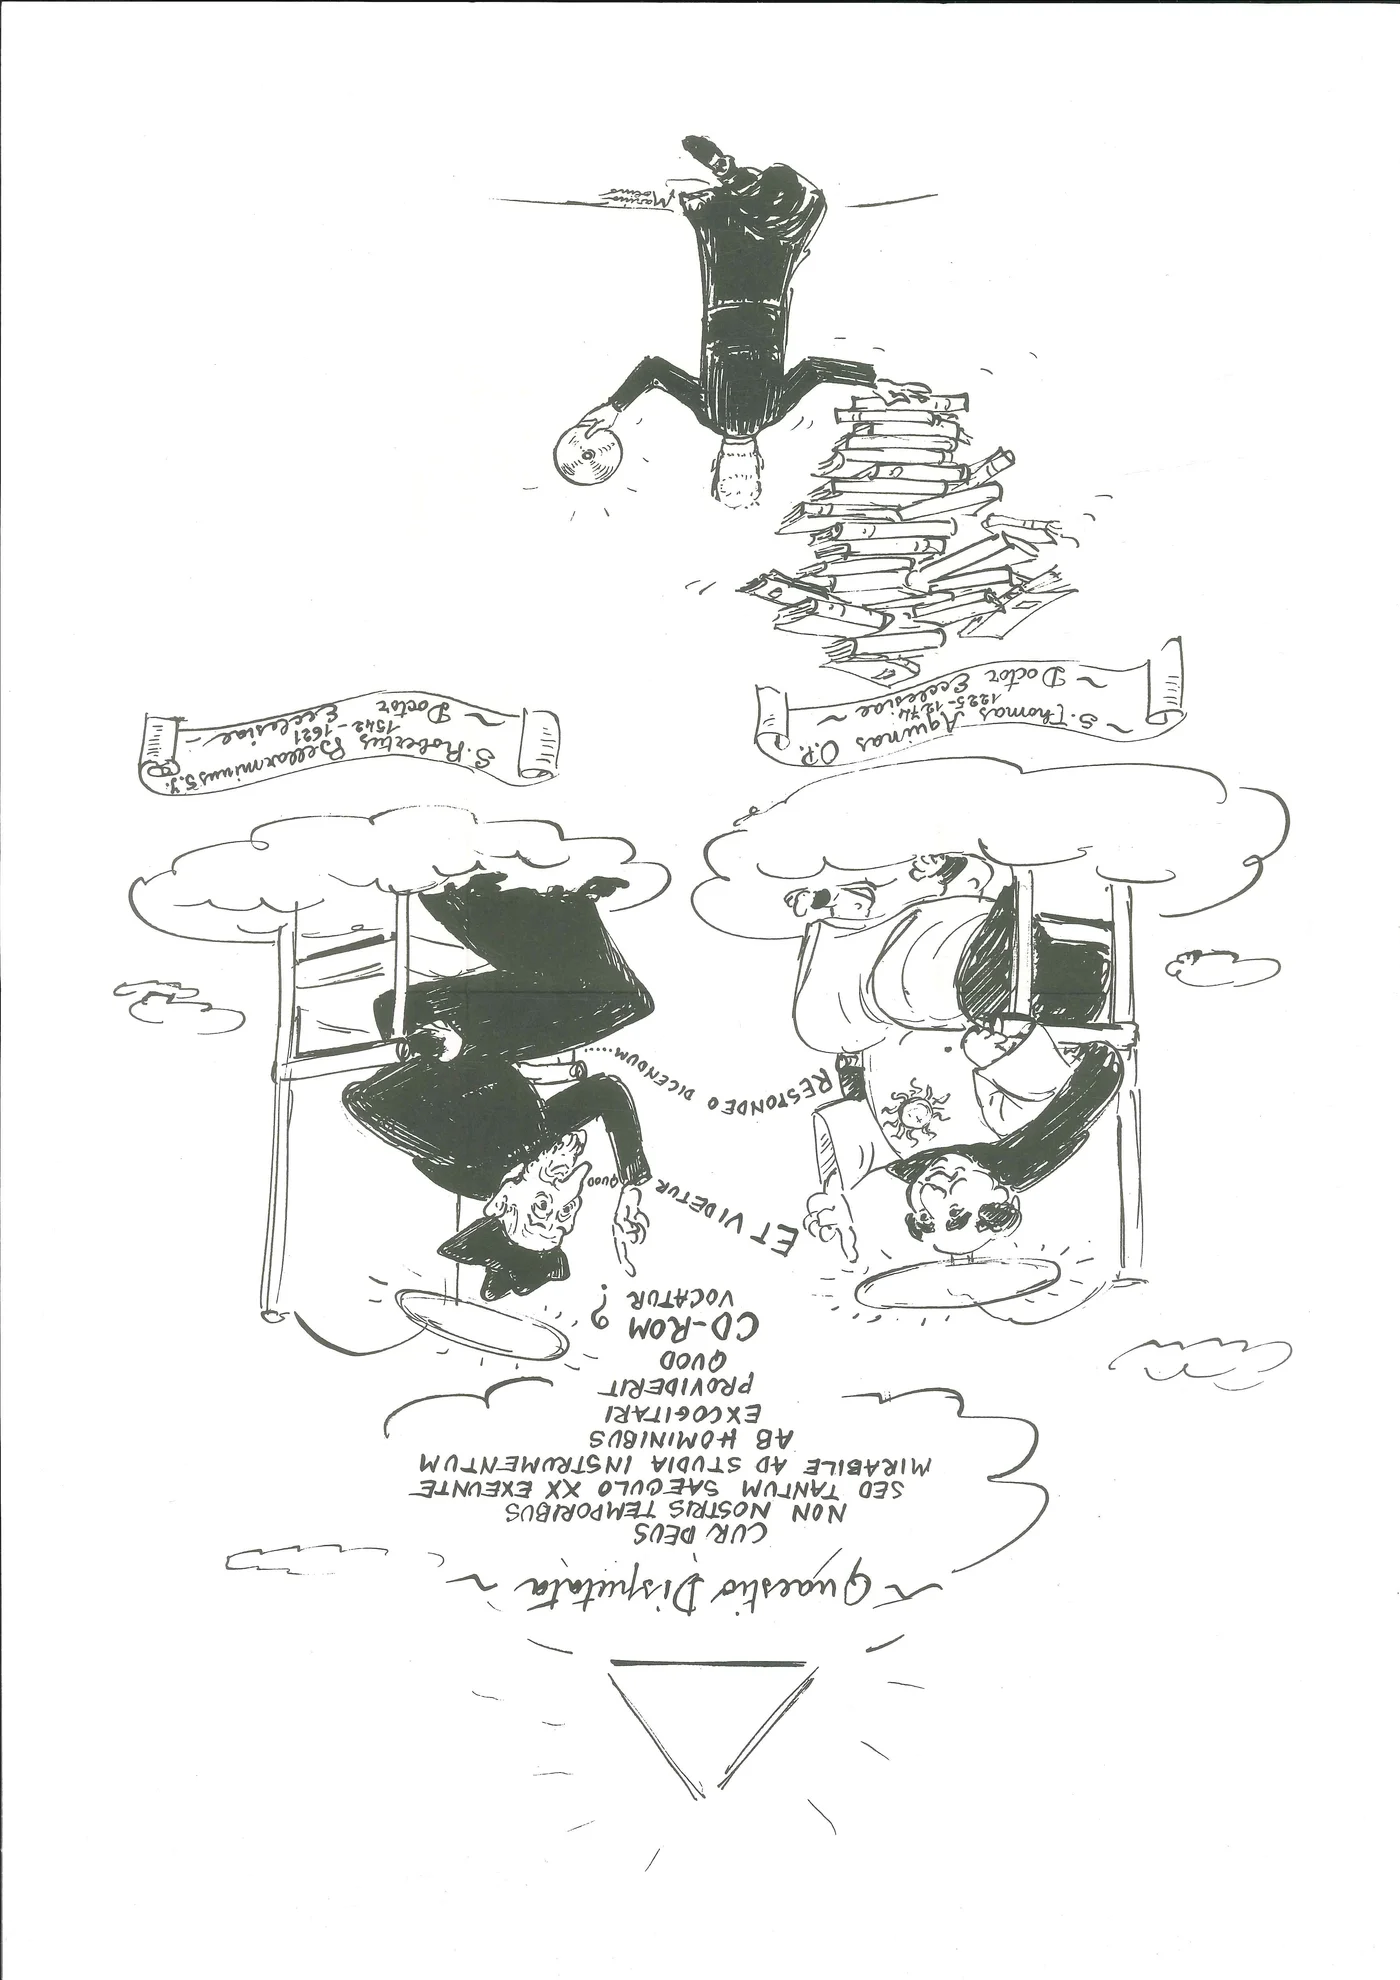 ~ Quaestio Disputata ~
CUR DEUS
NON NOSTRIS TEMPORIBUS
SED TANTUM SAECULO XX EXEUNTE
MIRABILE AD STUDIA INSTRUMENTUM
AB HOMINIBUS
EXCOGITARI
PROVIDERIT
QUOD
CD-ROM
VOCATUR ?
ET VIDETUR QUOD
RESPONDEO DICENDUM.....
~ S. Thomas Aquinas O.P.
1225-1274
~ Doctor Ecclesiae ~
S. Robertus Bellarminus S.J.
1542-1621
~ Doctor Ecclesiae ~
Marino